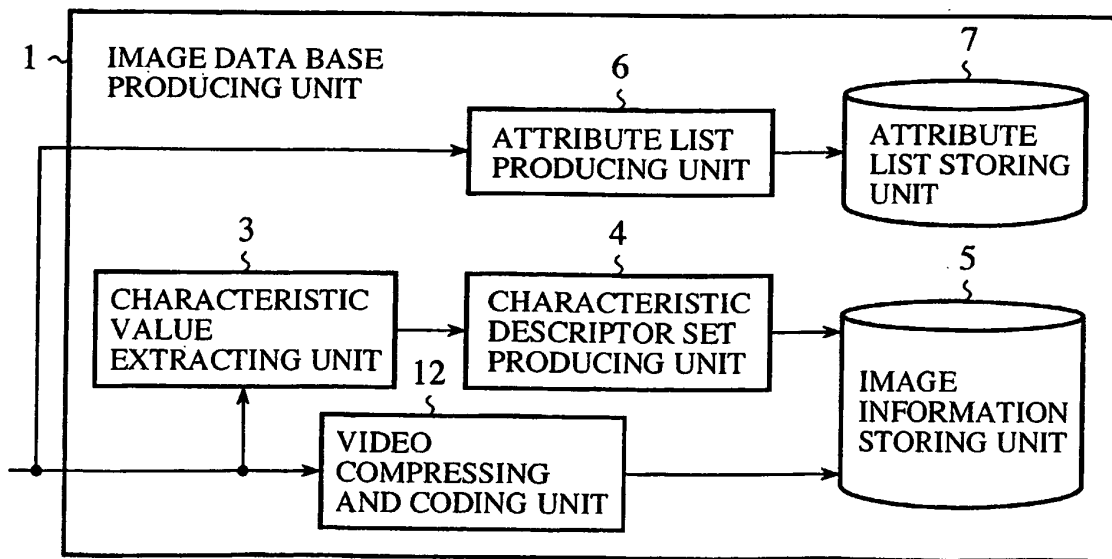 1
IMAGE DATA BASE
PRODUCING UNIT
6
ATTRIBUTE LIST
PRODUCING UNIT
7
ATTRIBUTE
LIST STORING
UNIT
3
CHARACTERISTIC
VALUE
EXTRACTING UNIT
4
CHARACTERISTIC
DESCRIPTOR SET
PRODUCING UNIT
5
IMAGE
INFORMATION
STORING UNIT
12
VIDEO
COMPRESSING
AND CODING UNIT